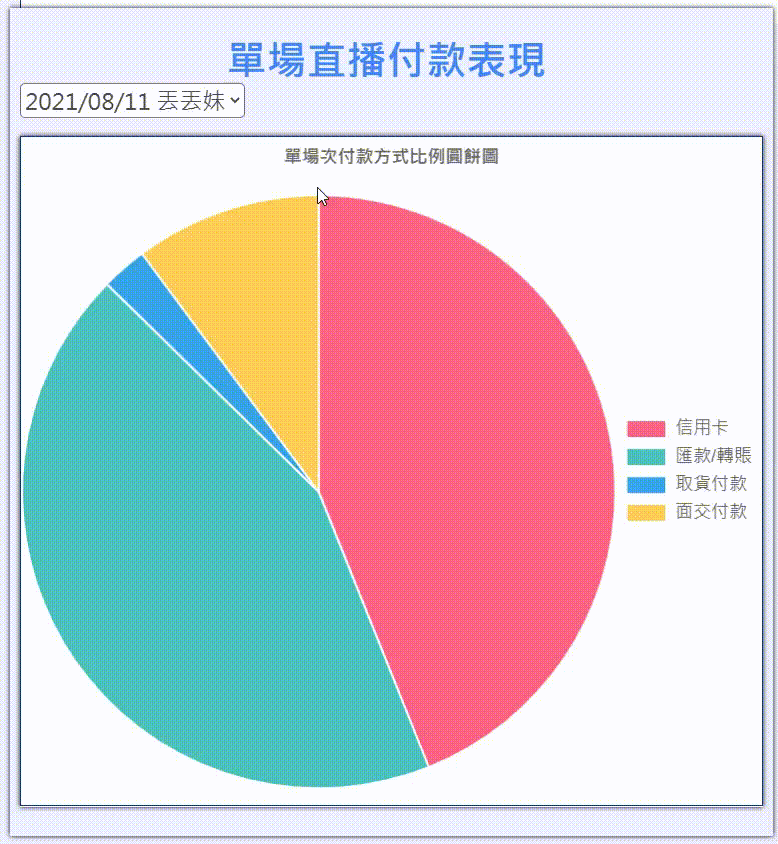 單場直播付款表現
2021/08/11 丟丟妹
單場次付款方式比例圓餅圖
信用卡
匯款/轉賬
取貨付款
面交付款